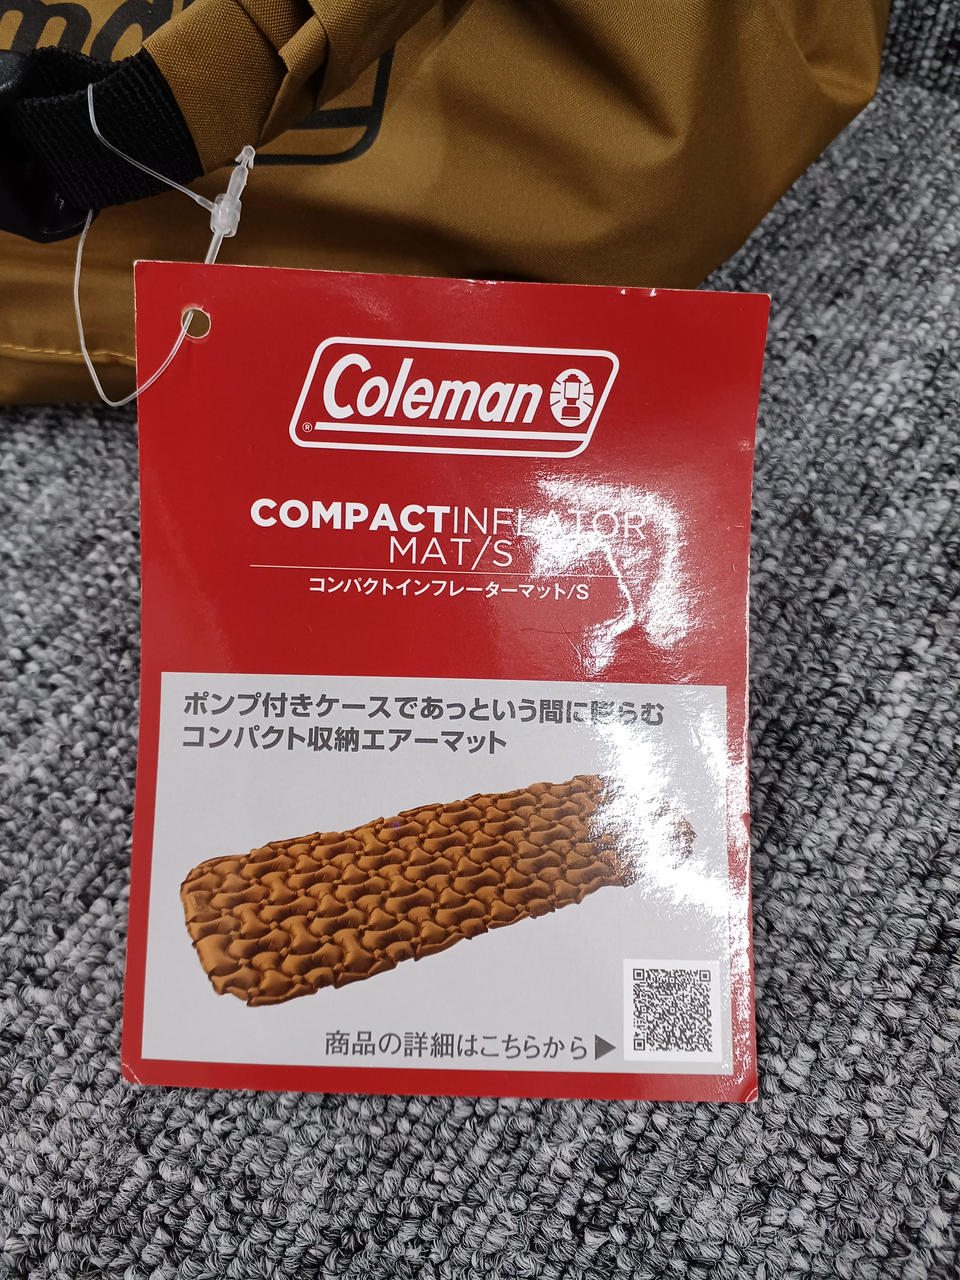 Coleman
®
COMPACTINFLATOR
MAT/S
コンパクトインフレーターマット/S
ポンプ付きケースであっという間に膨らむ
コンパクト収納エアーマット
商品の詳細はこちらから▶